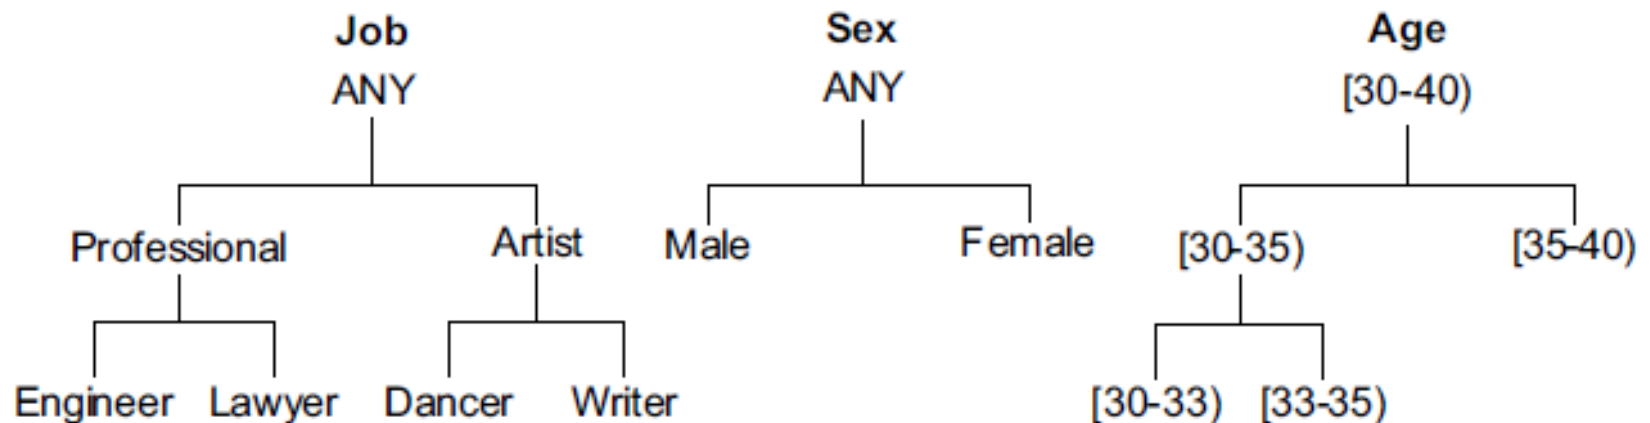 Job Sex Age
ANY ANY [30-40)
Professional Artist Male Female [30-35) [35-40)
Engineer Lawyer Dancer Writer [30-33) [33-35)